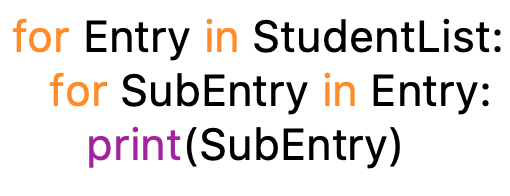 for Entry in StudentList:
for SubEntry in Entry:
print(SubEntry)